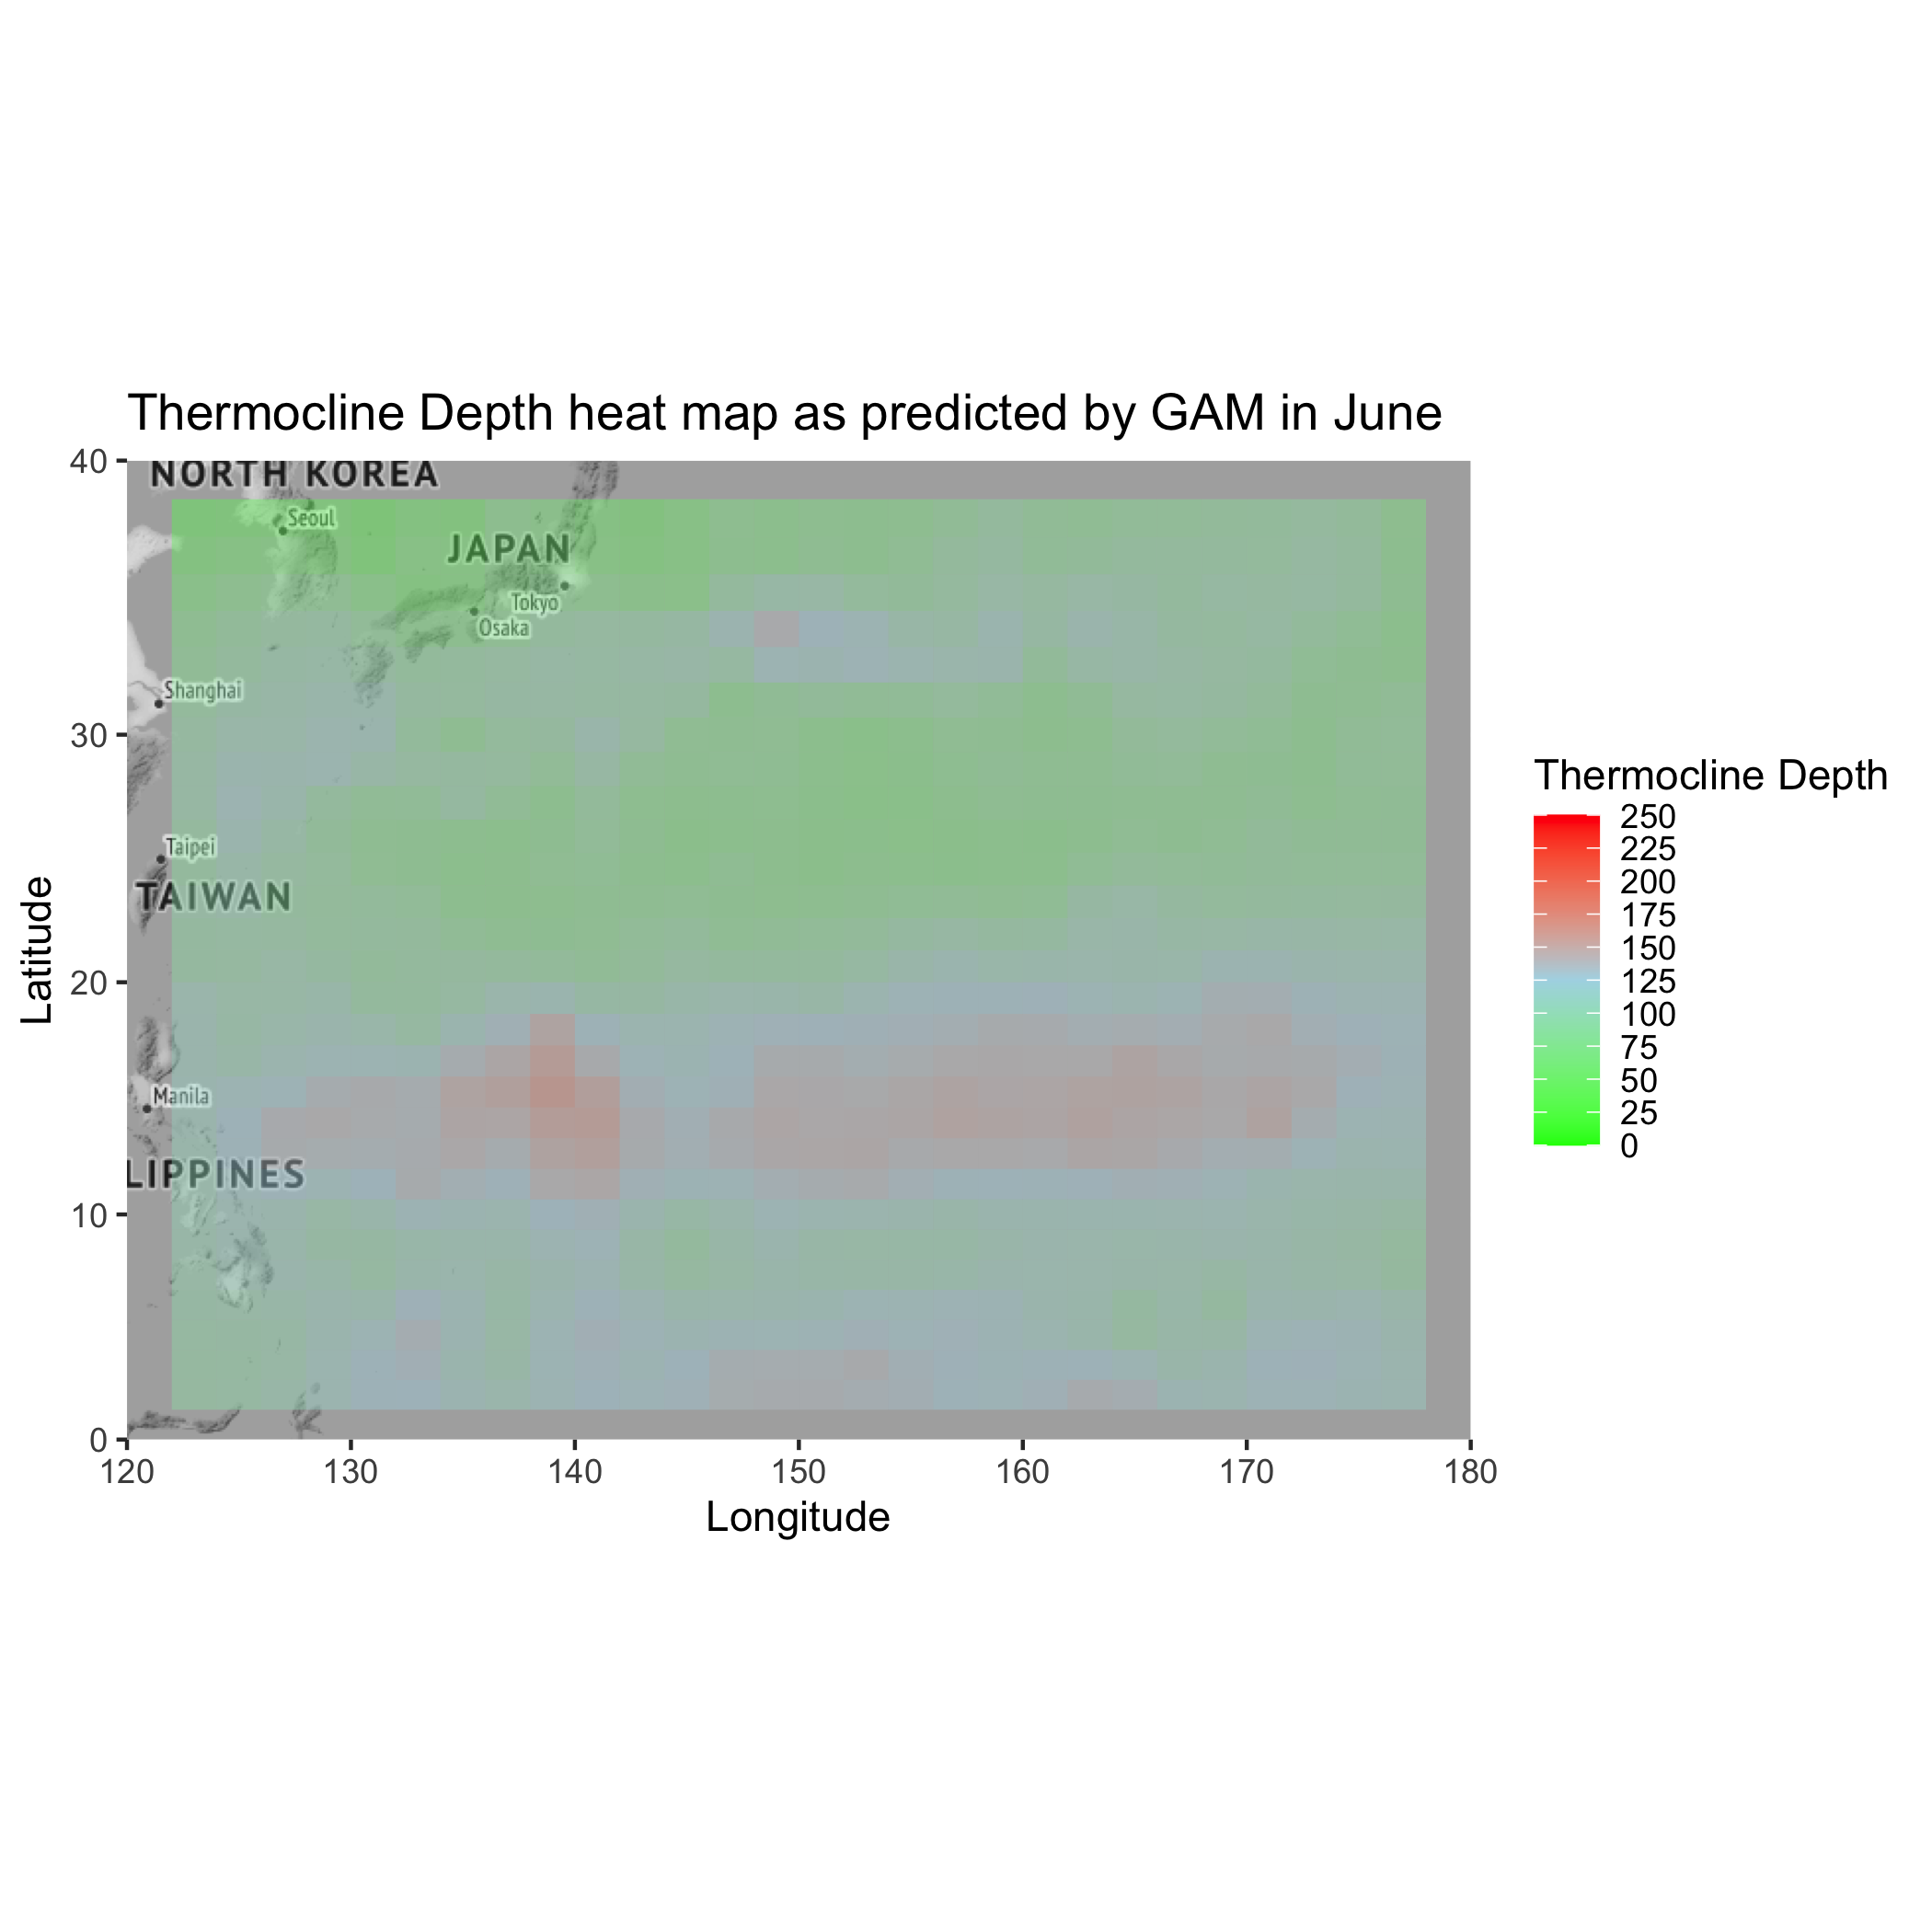 Thermocline Depth heat map as predicted by GAM in June
40
30
20
10
0
Latitude
NORTH KOREA
Seoul
JAPAN
Tokyo
Osaka
Shanghai
Taipei
TAIWAN
Manila
LIPPINES
120 130 140 150 160 170 180
Longitude
Thermocline Depth
250
225
200
175
150
125
100
75
50
25
0